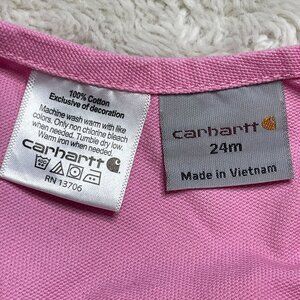 100% Cotton
Exclusive of decoration
Machine wash warm with like
colors. Only non chlorine bleach
when needed. Tumble dry low.
Warm iron when needed.
carhartt
RN 13706
carhartt
24m
Made in Vietnam